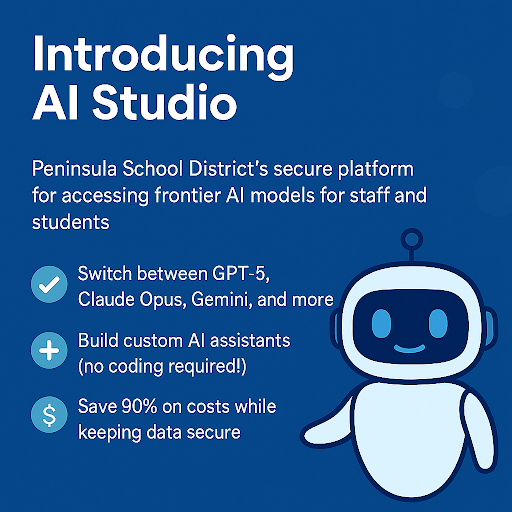 Introducing
AI Studio
Peninsula School District's secure platform
for accessing frontier AI models for staff and
students
Switch between GPT-5,
Claude Opus, Gemini, and more
Build custom AI assistants
(no coding required!)
$
Save 90% on costs while
keeping data secure